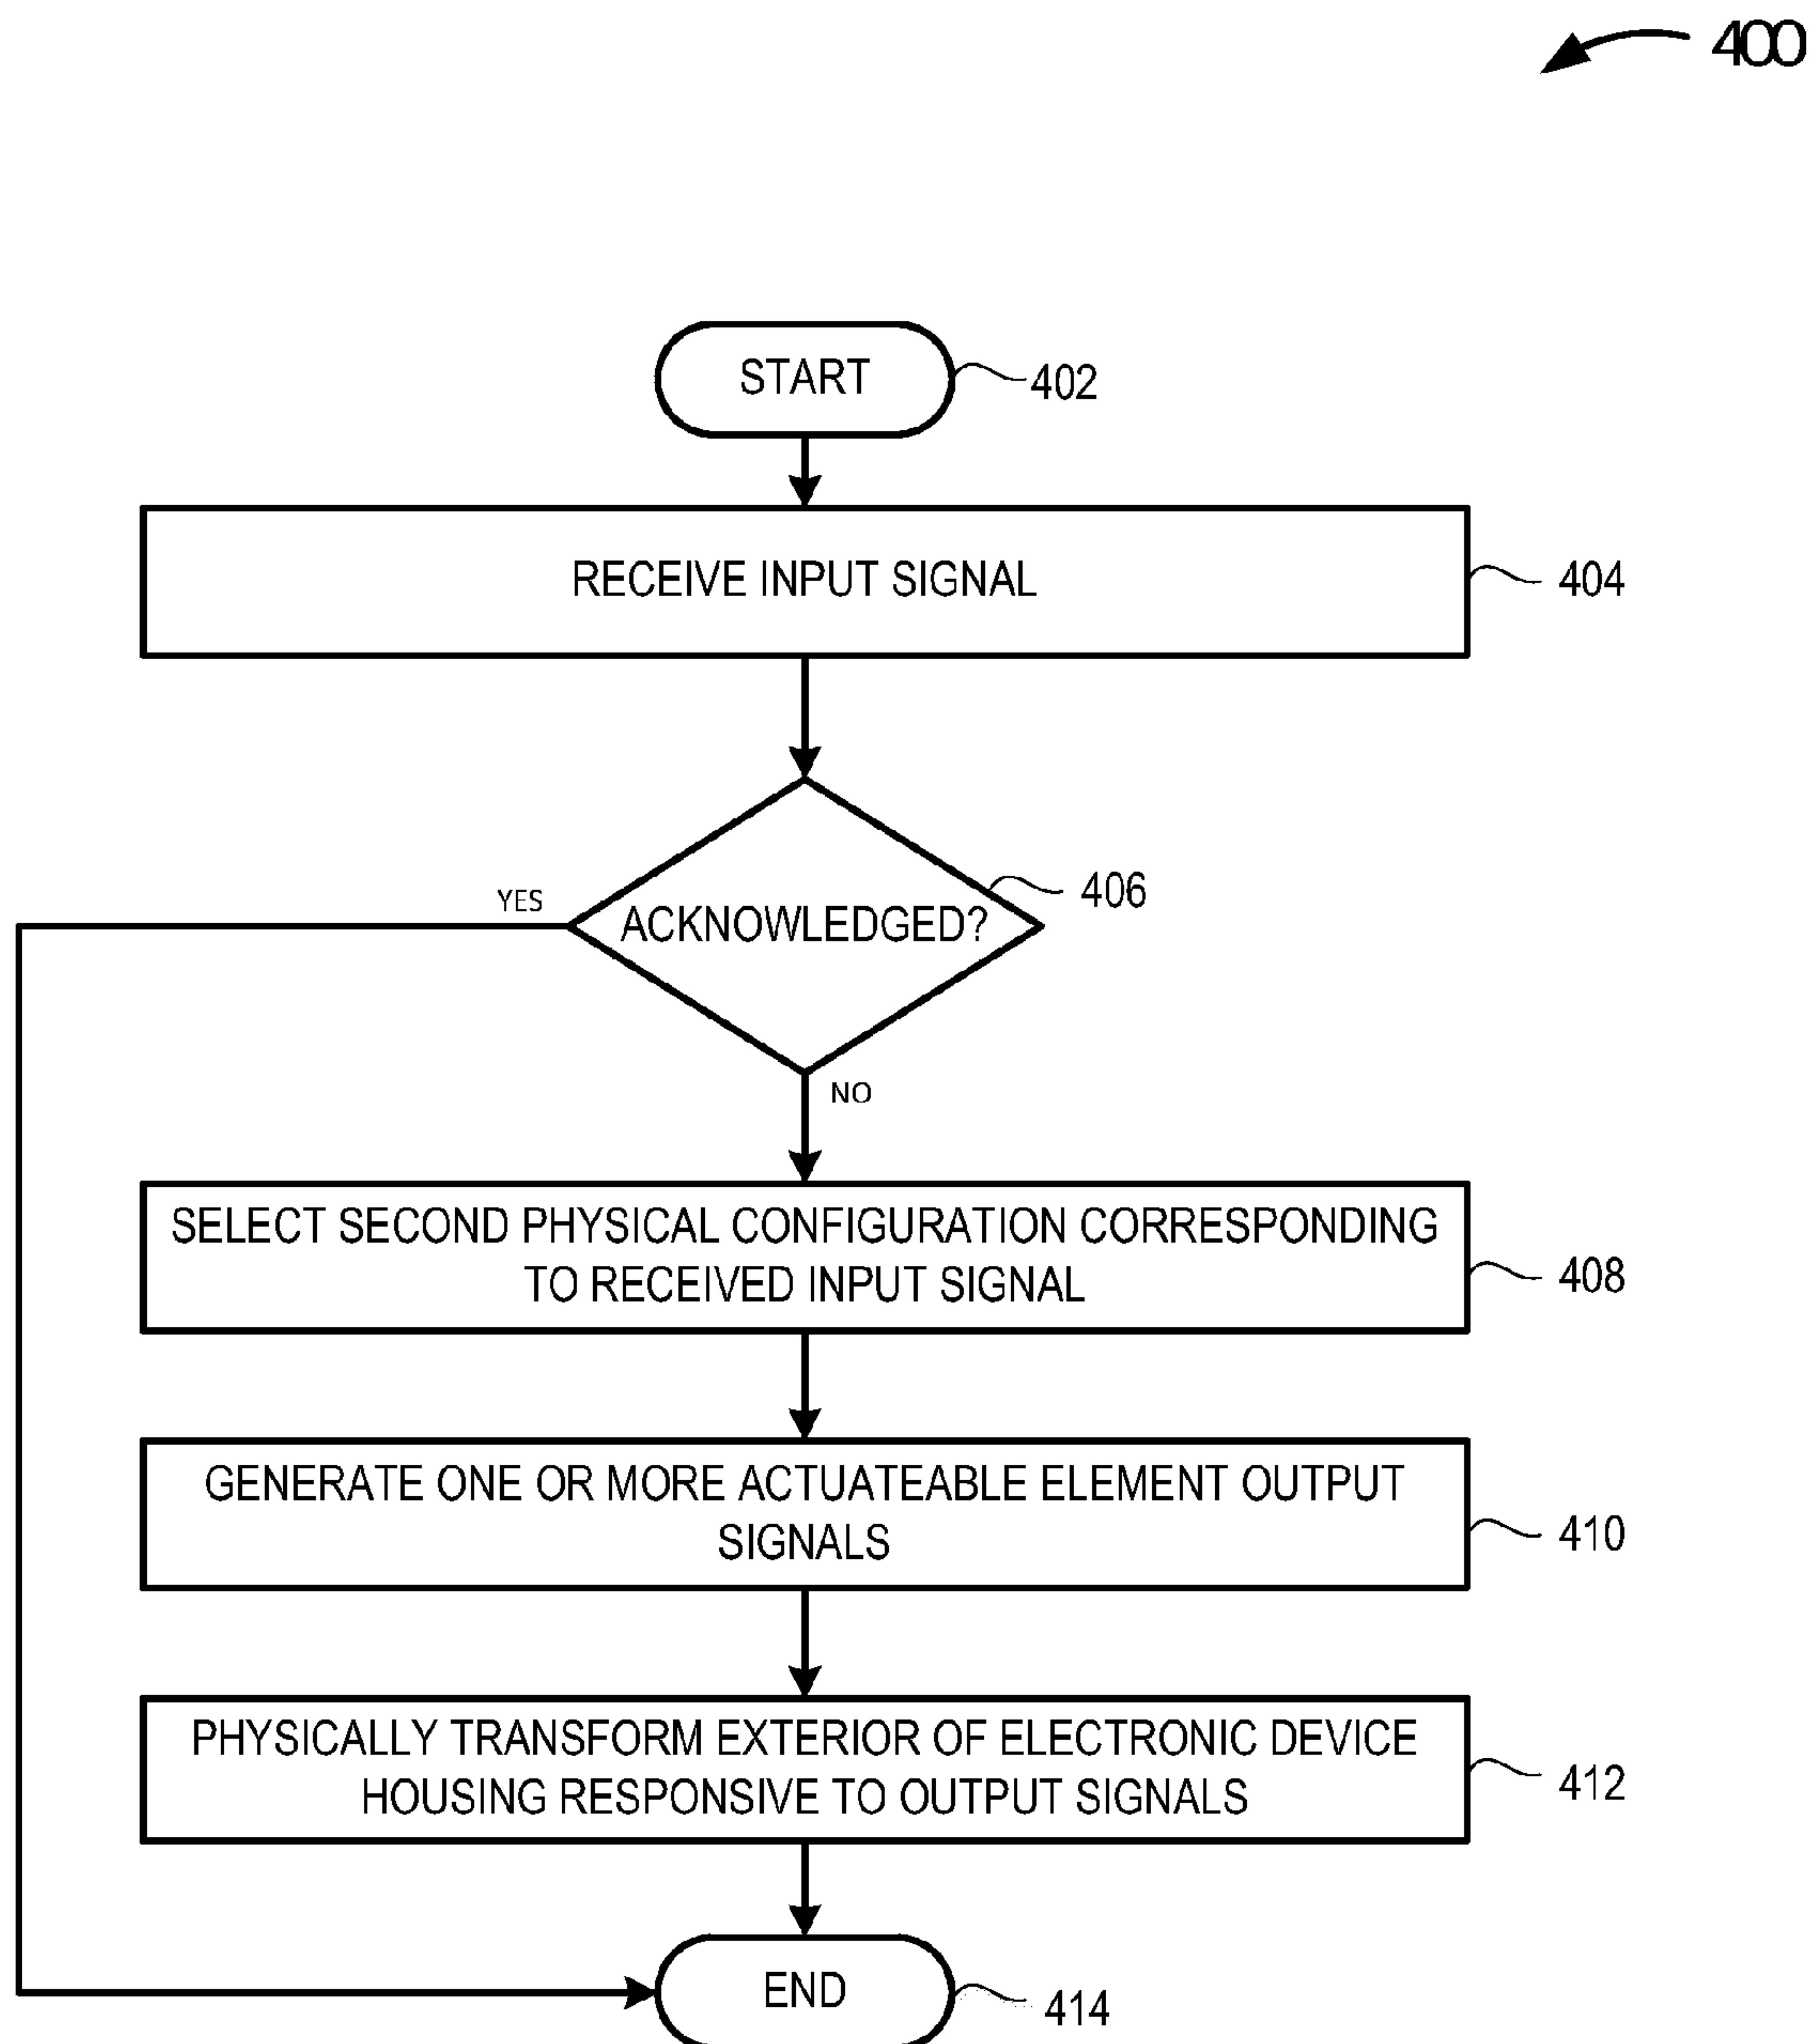 400
START
402
RECEIVE INPUT SIGNAL
404
406
YES
ACKNOWLEDGED?
NO
SELECT SECOND PHYSICAL CONFIGURATION CORRESPONDING
TO RECEIVED INPUT SIGNAL
408
GENERATE ONE OR MORE ACTUATEABLE ELEMENT OUTPUT
SIGNALS
410
PHYSICALLY TRANSFORM EXTERIOR OF ELECTRONIC DEVICE
HOUSING RESPONSIVE TO OUTPUT SIGNALS
412
END
414